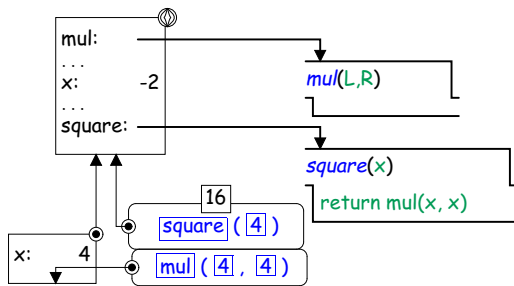 mul:
...
x: -2
...
square:
mul(L,R)
square(x)
return mul(x, x)
16
square ( 4 )
x: 4
mul ( 4 , 4 )